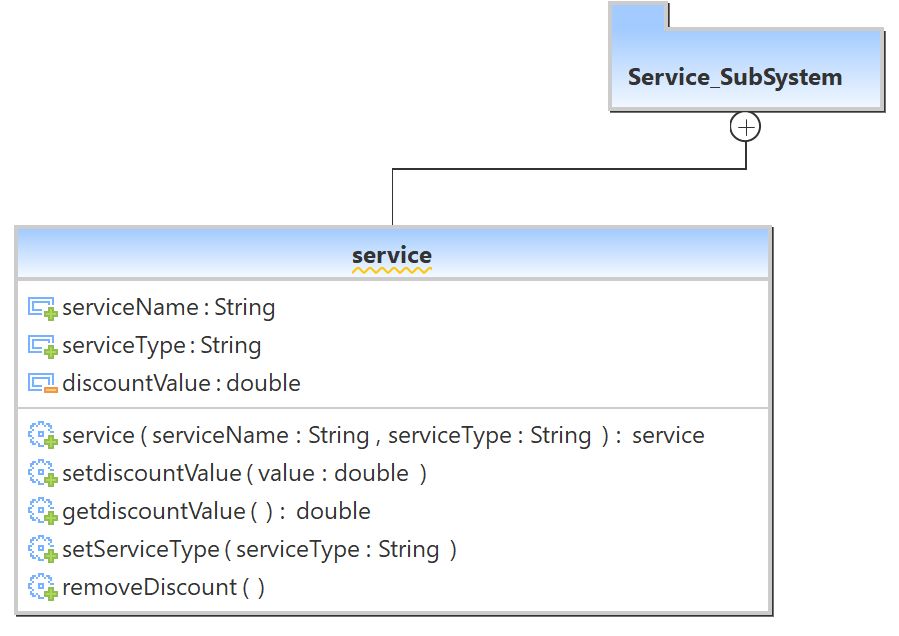 Service_SubSystem
service
serviceName : String
serviceType : String
discountValue : double
service ( serviceName : String , serviceType : String ) : service
setdiscountValue ( value : double )
getdiscountValue ( ) : double
setServiceType ( serviceType : String )
removeDiscount ( )